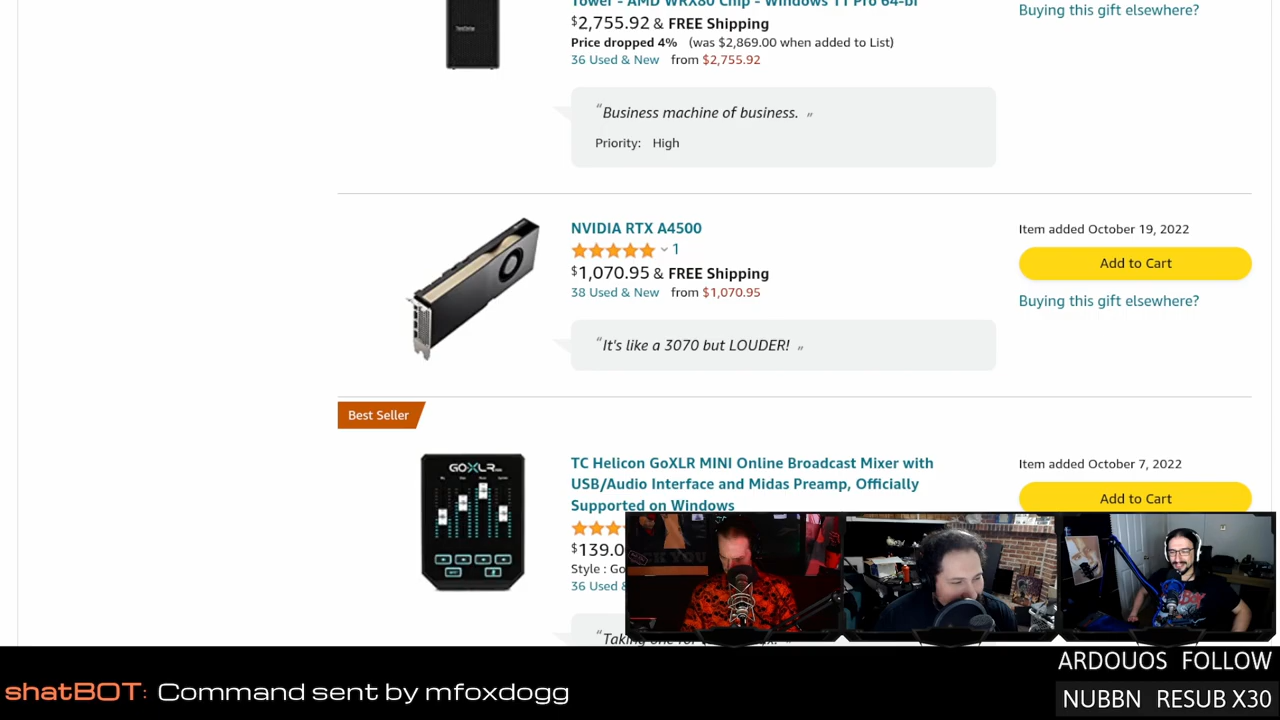 Tower - AMD WRX80 Chip - Windows 11 Pro 64-bi
$2,755.92 & FREE Shipping
Price dropped 4% (was $2,869.00 when added to List)
36 Used & New from $2,755.92
Buying this gift elsewhere?
"Business machine of business. "
Priority: High
NVIDIA RTX A4500
1
$1,070.95 & FREE Shipping
38 Used & New from $1,070.95
Item added October 19, 2022
Add to Cart
Buying this gift elsewhere?
"It's like a 3070 but LOUDER! "
Best Seller
GOXLR
TC Helicon GoXLR MINI Online Broadcast Mixer with
USB/Audio Interface and Midas Preamp, Officially
Supported on Windows
$139.0
Style : Go
36 Used &
Item added October 7, 2022
Add to Cart
"Taking one for
shatBOT: Command sent by mfoxdogg
ARDOUOS FOLLOW
NUBBN RESUB X30